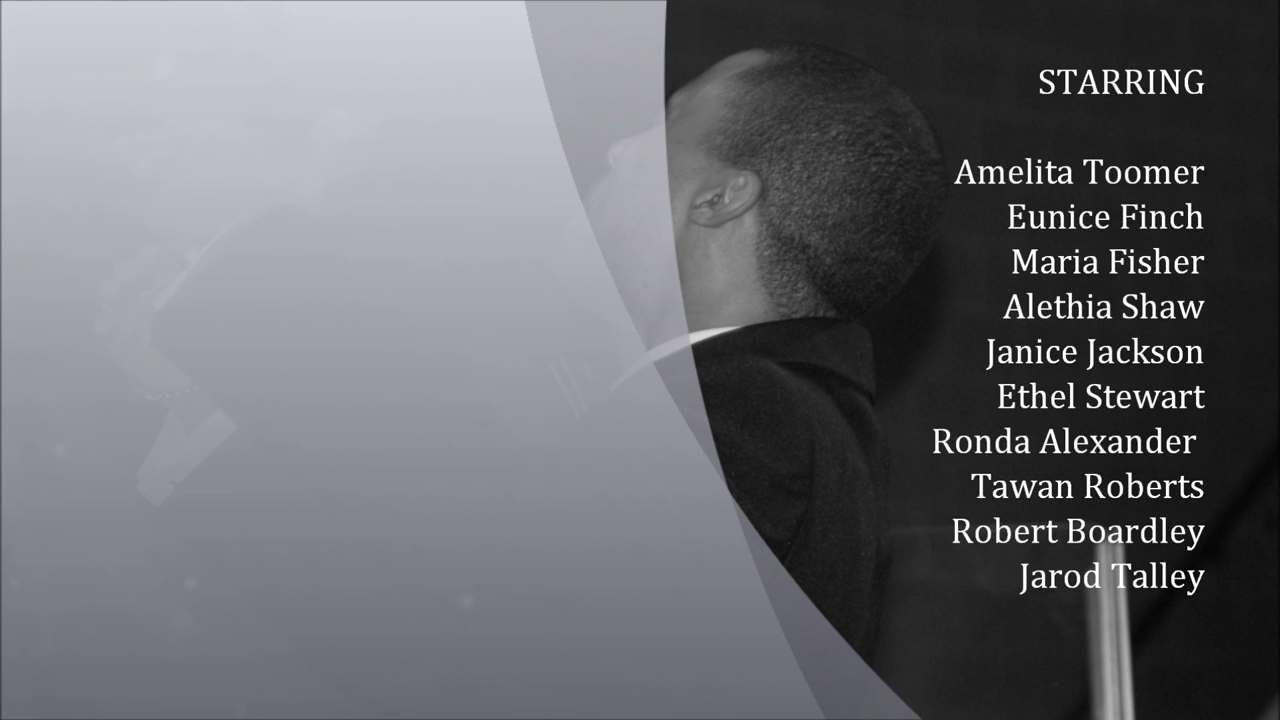 STARRING
Amelita Toomer
Eunice Finch
Maria Fisher
Alethia Shaw
Janice Jackson
Ethel Stewart
Ronda Alexander
Tawan Roberts
Robert Boardley
Jarod Talley